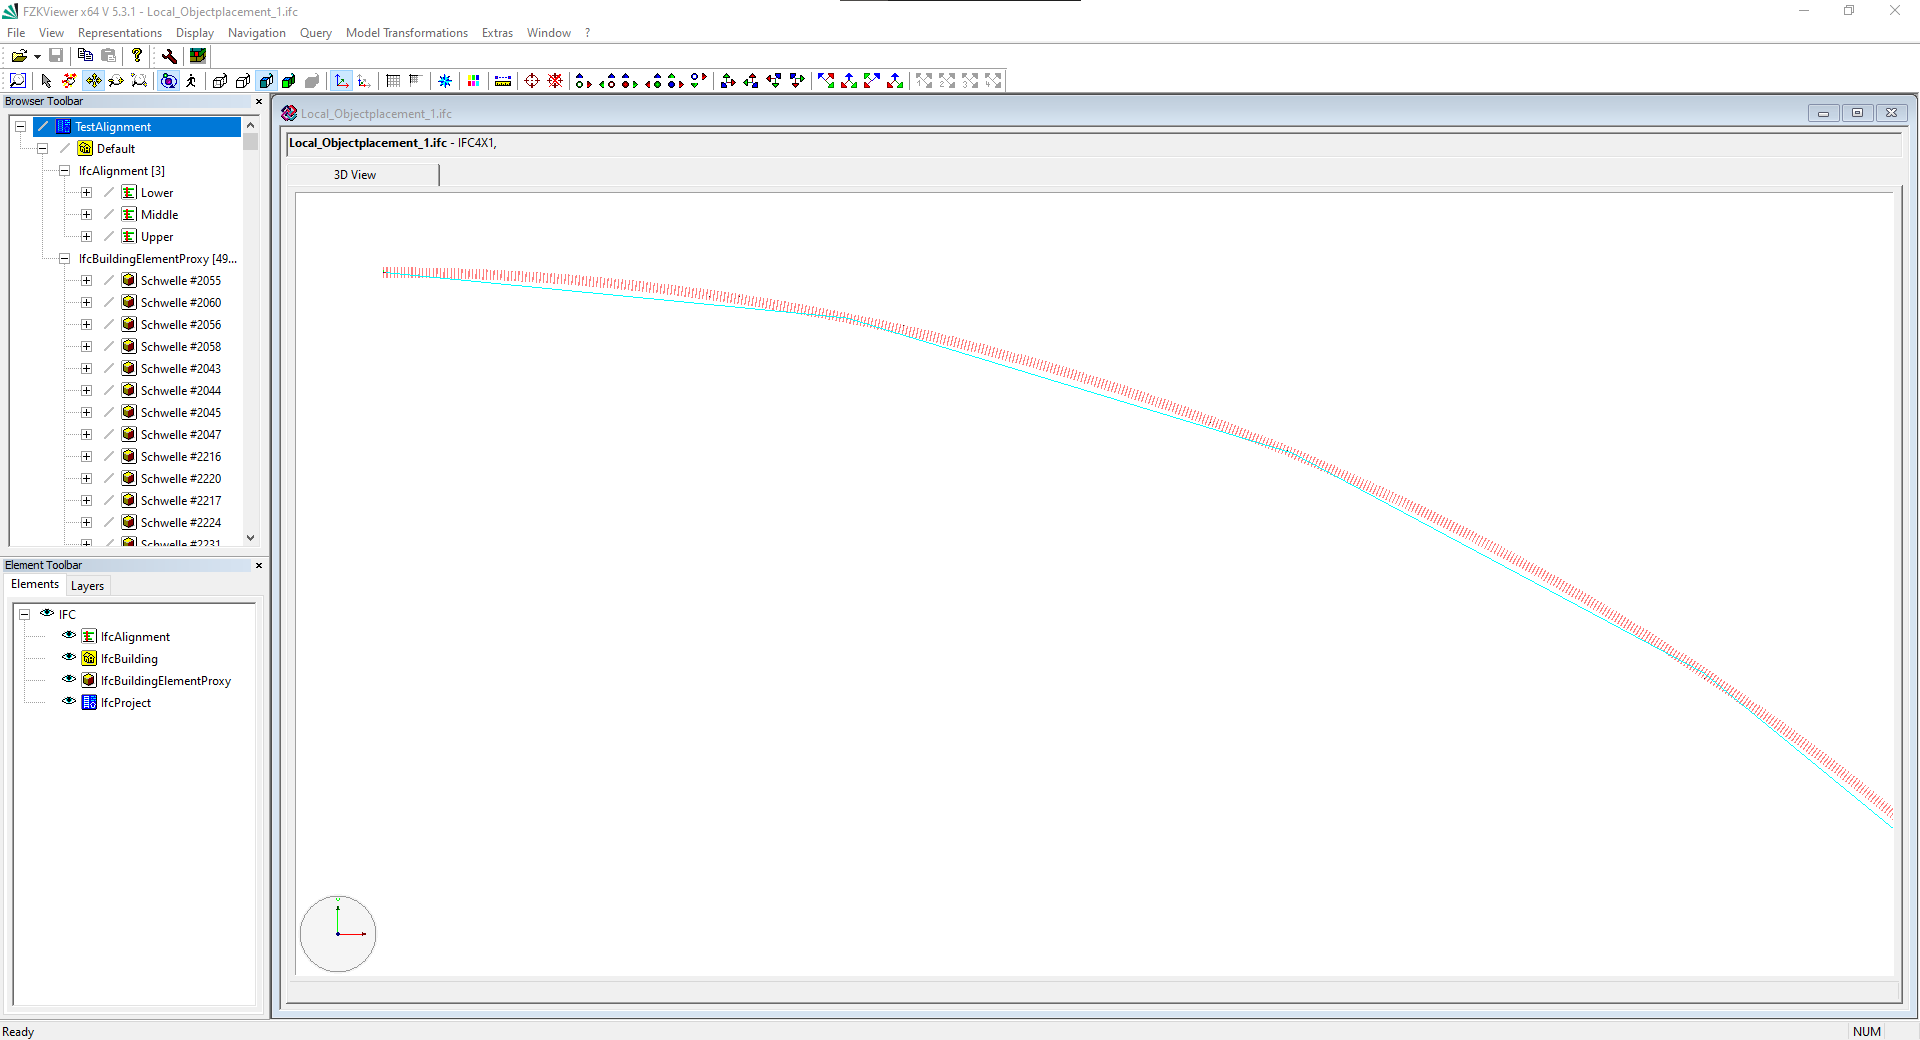 FZKViewer x64 V 5.3.1 - Local_Objectplacement_1.ifc
File View Representations Display Navigation Query Model Transformations Extras Window ?
Browser Toolbar
TestAlignment
Default
IfcAlignment [3]
Lower
Middle
Upper
IfcBuildingElementProxy [49...
Schwelle #2055
Schwelle #2060
Schwelle #2056
Schwelle #2058
Schwelle #2043
Schwelle #2044
Schwelle #2045
Schwelle #2047
Schwelle #2216
Schwelle #2220
Schwelle #2217
Schwelle #2224
Schwelle #2231
Element Toolbar
Elements Layers
IFC
IfcAlignment
IfcBuilding
IfcBuildingElementProxy
IfcProject
Local_Objectplacement_1.ifc
Local_Objectplacement_1.ifc - IFC4X1,
3D View
Ready
NUM